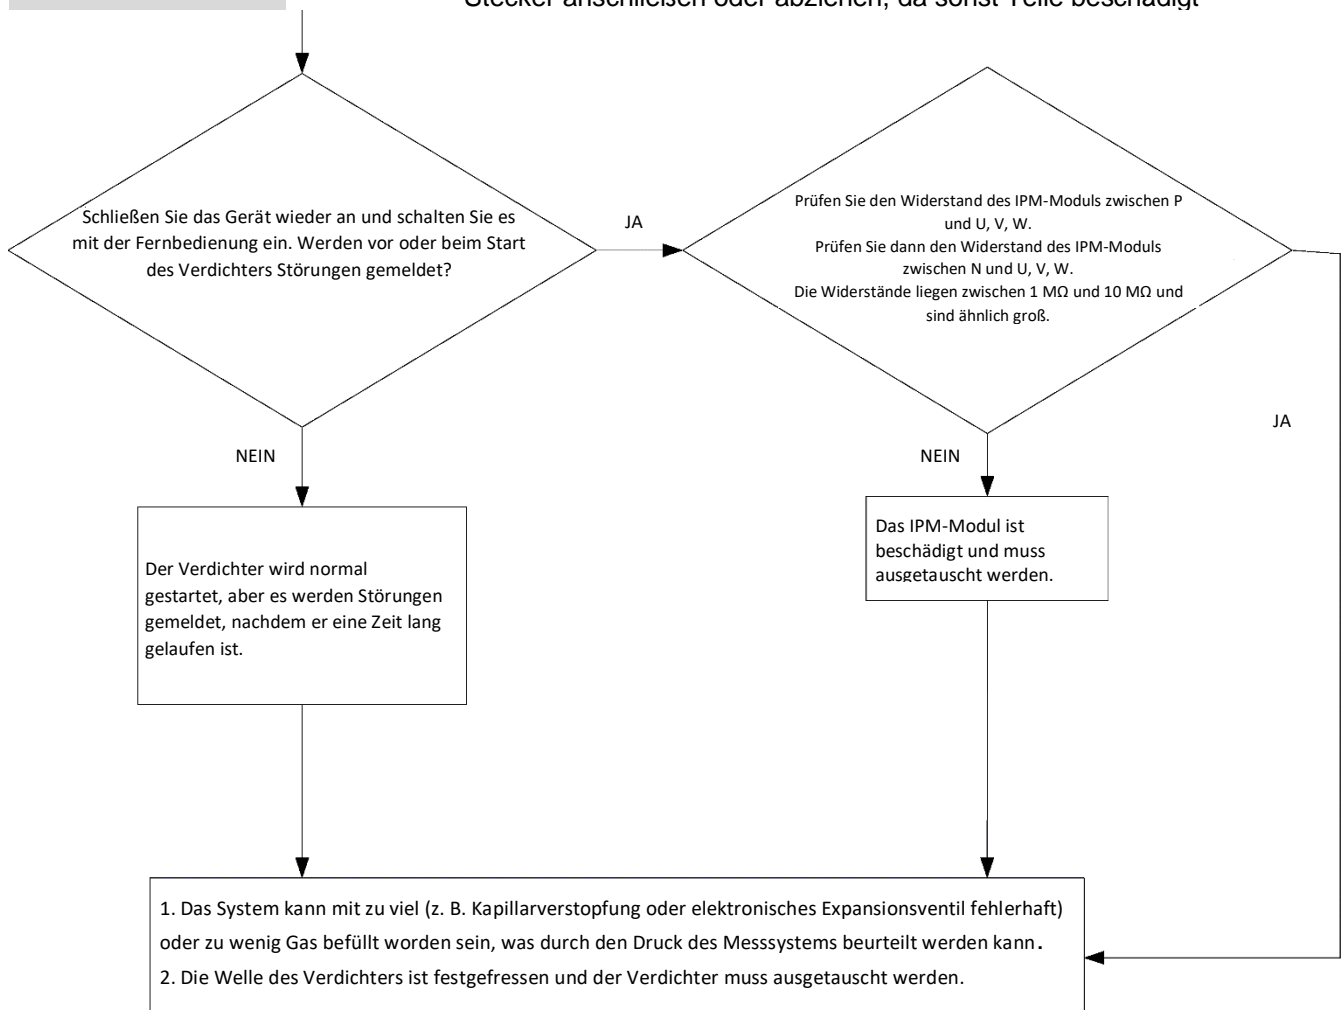 Stecker anschließen oder abziehen, da sonst Teile beschädigt
Schließen Sie das Gerät wieder an und schalten Sie es
mit der Fernbedienung ein. Werden vor oder beim Start
des Verdichters Störungen gemeldet?
JA
Prüfen Sie den Widerstand des IPM-Moduls zwischen P
und U, V, W.
Prüfen Sie dann den Widerstand des IPM-Moduls
zwischen N und U, V, W.
Die Widerstände liegen zwischen 1 MΩ und 10 MΩ und
sind ähnlich groß.
JA
NEIN
NEIN
Der Verdichter wird normal
gestartet, aber es werden Störungen
gemeldet, nachdem er eine Zeit lang
gelaufen ist.
Das IPM-Modul ist
beschädigt und muss
ausgetauscht werden.
1. Das System kann mit zu viel (z. B. Kapillarverstopfung oder elektronisches Expansionsventil fehlerhaft)
oder zu wenig Gas befüllt worden sein, was durch den Druck des Messsystems beurteilt werden kann.
2. Die Welle des Verdichters ist festgefressen und der Verdichter muss ausgetauscht werden.